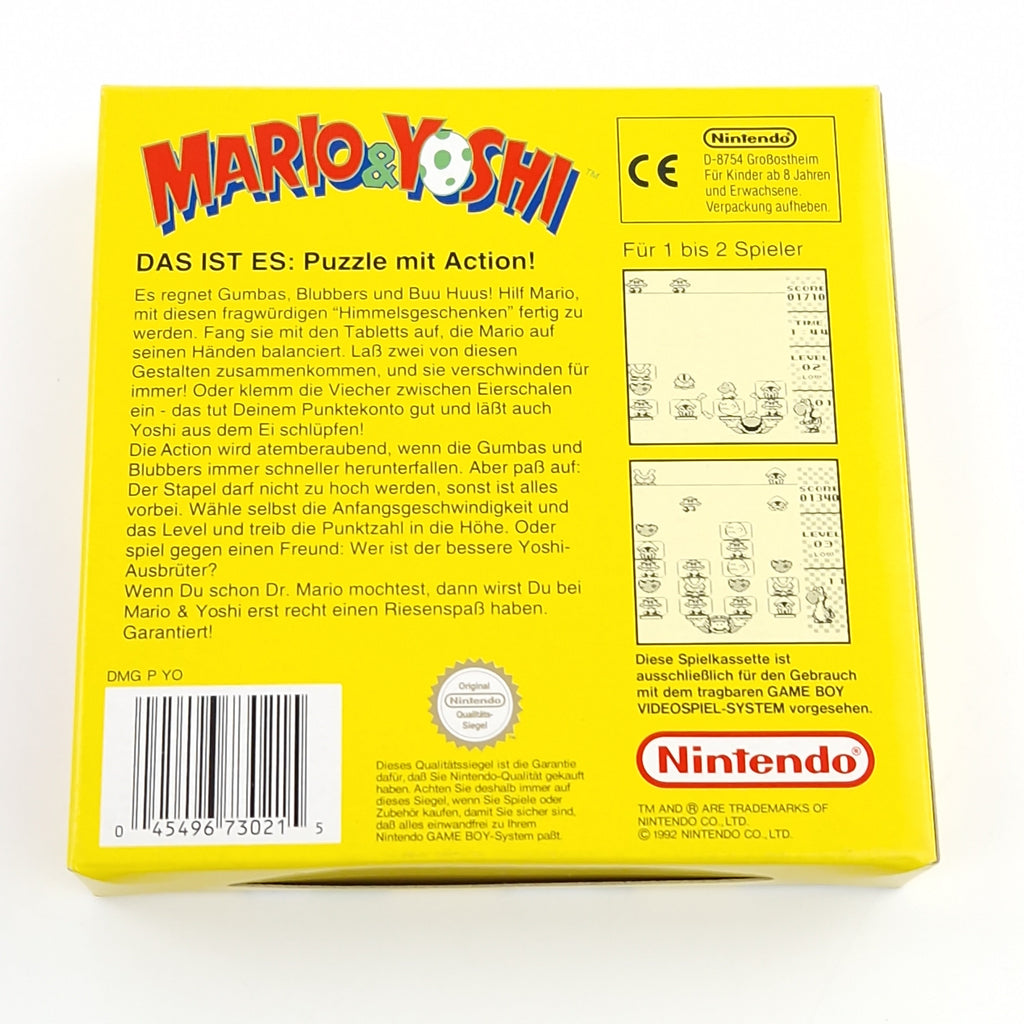 MARIO & YOSHI ™
DAS IST ES: Puzzle mit Action!
Es regnet Gumbas, Blubbers und Buu Huus! Hilf Mario,
mit diesen fragwürdigen “Himmelsgeschenken” fertig zu
werden. Fang sie mit den Tabletts auf, die Mario auf
seinen Händen balanciert. Laß zwei von diesen
Gestalten zusammenkommen, und sie verschwinden für
immer! Oder klemm die Viecher zwischen Eierschalen
ein - das tut Deinem Punktekonto gut und läßt auch
Yoshi aus dem Ei schlüpfen!
Die Action wird atemberaubend, wenn die Gumbas und
Blubbers immer schneller herunterfallen. Aber paß auf:
Der Stapel darf nicht zu hoch werden, sonst ist alles
vorbei. Wähle selbst die Anfangsgeschwindigkeit und
das Level und treib die Punktzahl in die Höhe. Oder
spiel gegen einen Freund: Wer ist der bessere Yoshi-
Ausbrüter?
Wenn Du schon Dr. Mario mochtest, dann wirst Du bei
Mario & Yoshi erst recht einen Riesenspaß haben.
Garantiert!
DMG P YO
0 45496 73021 5
Original
Nintendo
Qualitäts-
Siegel
™
Dieses Qualitätssiegel ist die Garantie
dafür, daß Sie Nintendo-Qualität gekauft
haben. Achten Sie deshalb immer auf
dieses Siegel, wenn Sie Spiele oder
Zubehör kaufen, damit Sie sicher sind,
daß alles einwandfrei zu Ihrem
Nintendo GAME BOY-System paßt.
CE
Nintendo
D-8754 Großostheim
Für Kinder ab 8 Jahren
und Erwachsene.
Verpackung aufheben.
Für 1 bis 2 Spieler
SCORE
01710
TIME
1:44
LEVEL
02
LOW
01
SCORE
01340
LEVEL
03
LOW
11
Diese Spielkassette ist
ausschließlich für den Gebrauch
mit dem tragbaren GAME BOY
VIDEOSPIEL-SYSTEM vorgesehen.
Nintendo®
TM AND ® ARE TRADEMARKS OF
NINTENDO CO., LTD.
© 1992 NINTENDO CO., LTD.